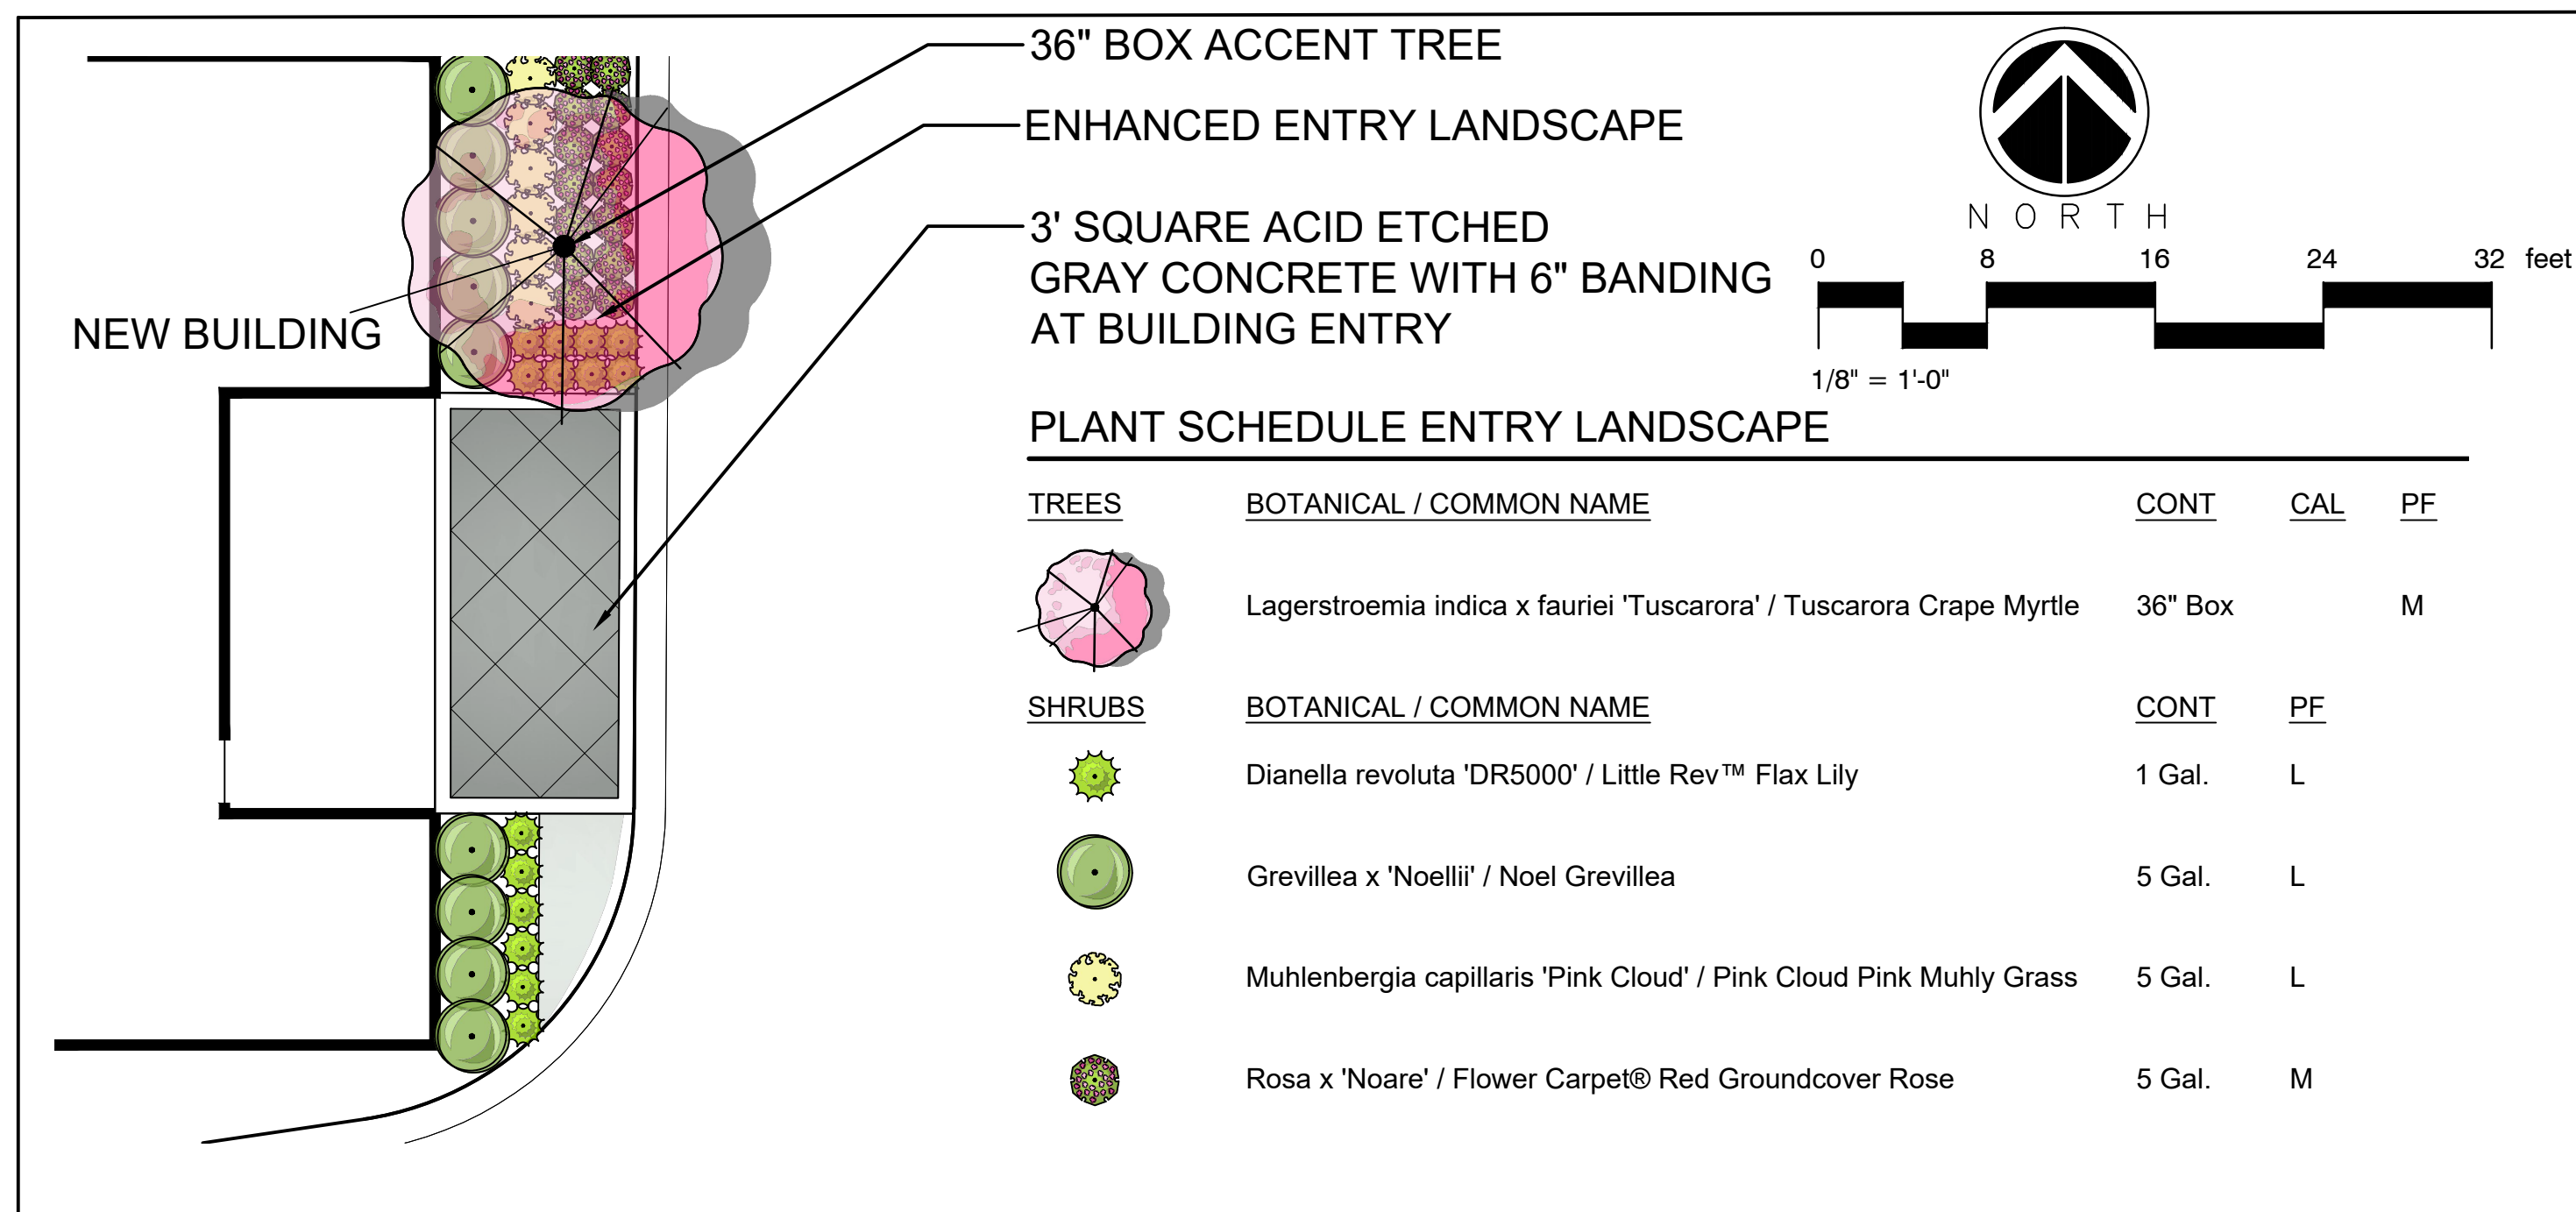 36" BOX ACCENT TREE
ENHANCED ENTRY LANDSCAPE
3' SQUARE ACID ETCHED
GRAY CONCRETE WITH 6" BANDING
AT BUILDING ENTRY
NEW BUILDING
NORTH
0 8 16 24 32 feet
1/8" = 1'-0"
PLANT SCHEDULE ENTRY LANDSCAPE
TREES BOTANICAL / COMMON NAME CONT CAL PF
Lagerstroemia indica x fauriei 'Tuscarora' / Tuscarora Crape Myrtle 36" Box M
SHRUBS BOTANICAL / COMMON NAME CONT PF
Dianella revoluta 'DR5000' / Little Rev™ Flax Lily 1 Gal. L
Grevillea x 'Noellii' / Noel Grevillea 5 Gal. L
Muhlenbergia capillaris 'Pink Cloud' / Pink Cloud Pink Muhly Grass 5 Gal. L
Rosa x 'Noare' / Flower Carpet® Red Groundcover Rose 5 Gal. M